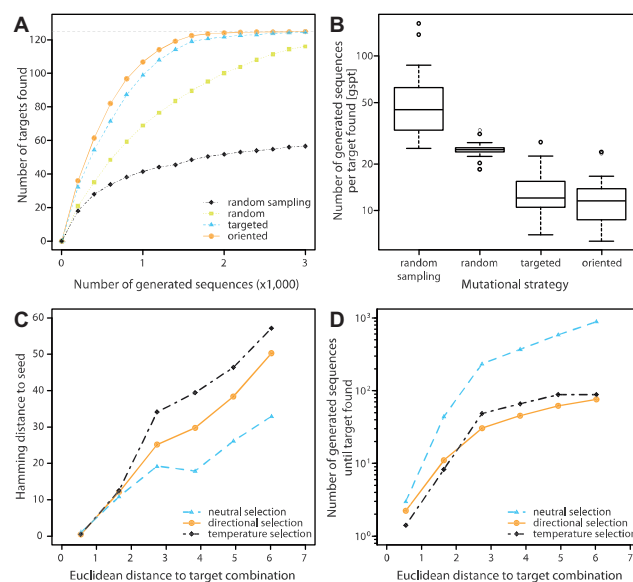 A
Number of targets found
120
100
80
60
40
20
0
random sampling
random
targeted
oriented
0 1 2 3
Number of generated sequences (x1,000)
B
Number of generated sequences
per target found [gspt]
100
50
20
10
random
sampling
random
targeted
oriented
Mutational strategy
C
Hamming distance to seed
60
50
40
30
20
10
0
neutral selection
directional selection
temperature selection
0 1 2 3 4 5 6 7
Euclidean distance to target combination
D
Number of generated sequences
until target found
10³
10²
10¹
10⁰
neutral selection
directional selection
temperature selection
0 1 2 3 4 5 6 7
Euclidean distance to target combination